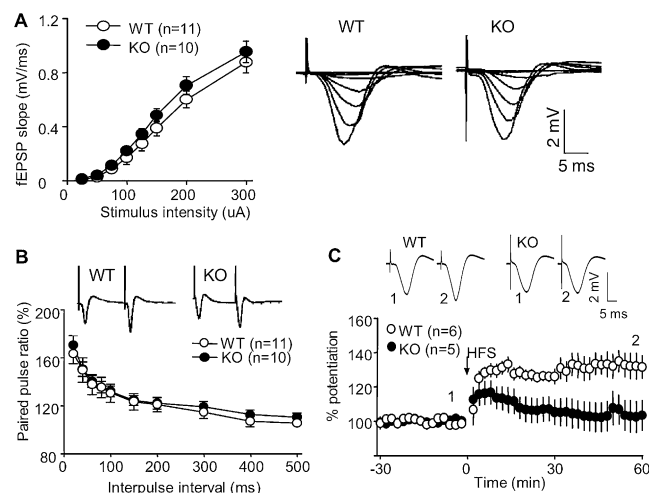 A
WT (n=11)
KO (n=10)
fEPSP slope (mV/ms)
1.2
0.8
0.4
0
0 100 200 300
Stimulus intensity (uA)
WT
KO
2 mV
5 ms
B
WT
KO
WT (n=11)
KO (n=10)
Paired pulse ratio (%)
200
160
120
80
0 100 200 300 400 500
Interpulse interval (ms)
C
WT
KO
1 2 1 2
2 mV
5 ms
WT (n=6)
KO (n=5)
HFS
1
2
% potentiation
160
140
120
100
-30 0 30 60
Time (min)